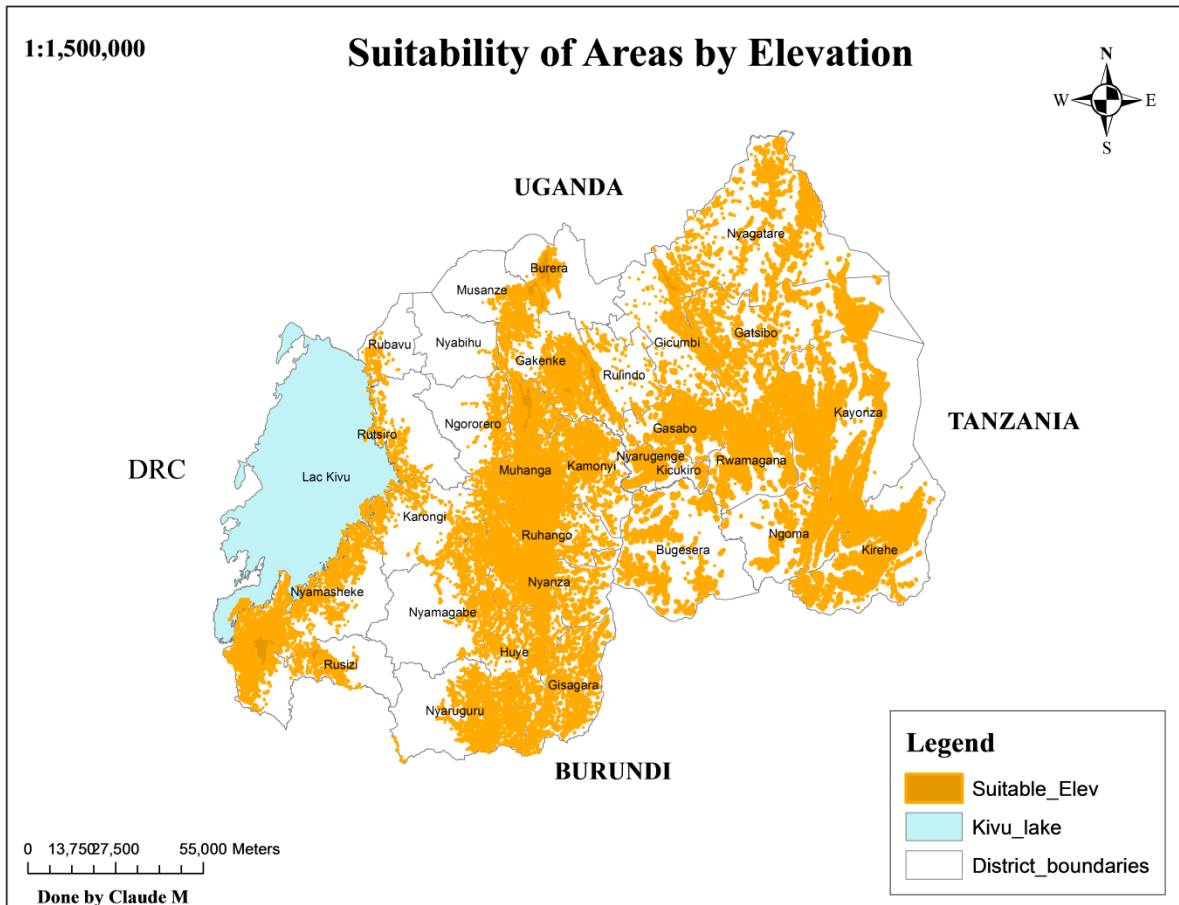 1:1,500,000
Suitability of Areas by Elevation
N
W E
S
UGANDA
Nyagatare
Burera
Musanze
Gatsibo
Rubavu
Nyabihu
Gicumbi
Gakenke
Rulindo
Kayonza
TANZANIA
Ngororero
Gasabo
Rutsiro
Nyarugenge
Rwamagana
DRC
Lac Kivu
Muhanga
Kamonyi
Kicukiro
Karongi
Ruhango
Ngoma
Bugesera
Kirehe
Nyanza
Nyamasheke
Nyamagabe
Huye
Rusizi
Gisagara
Nyaruguru
BURUNDI
Legend
Suitable_Elev
Kivu_lake
District_boundaries
0 13,750 27,500 55,000 Meters
Done by Claude M